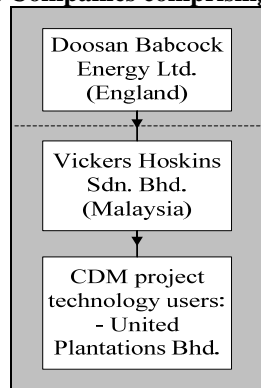 Companies comprising
Doosan Babcock
Energy Ltd.
(England)
Vickers Hoskins
Sdn. Bhd.
(Malaysia)
CDM project
technology users:
- United
Plantations Bhd.